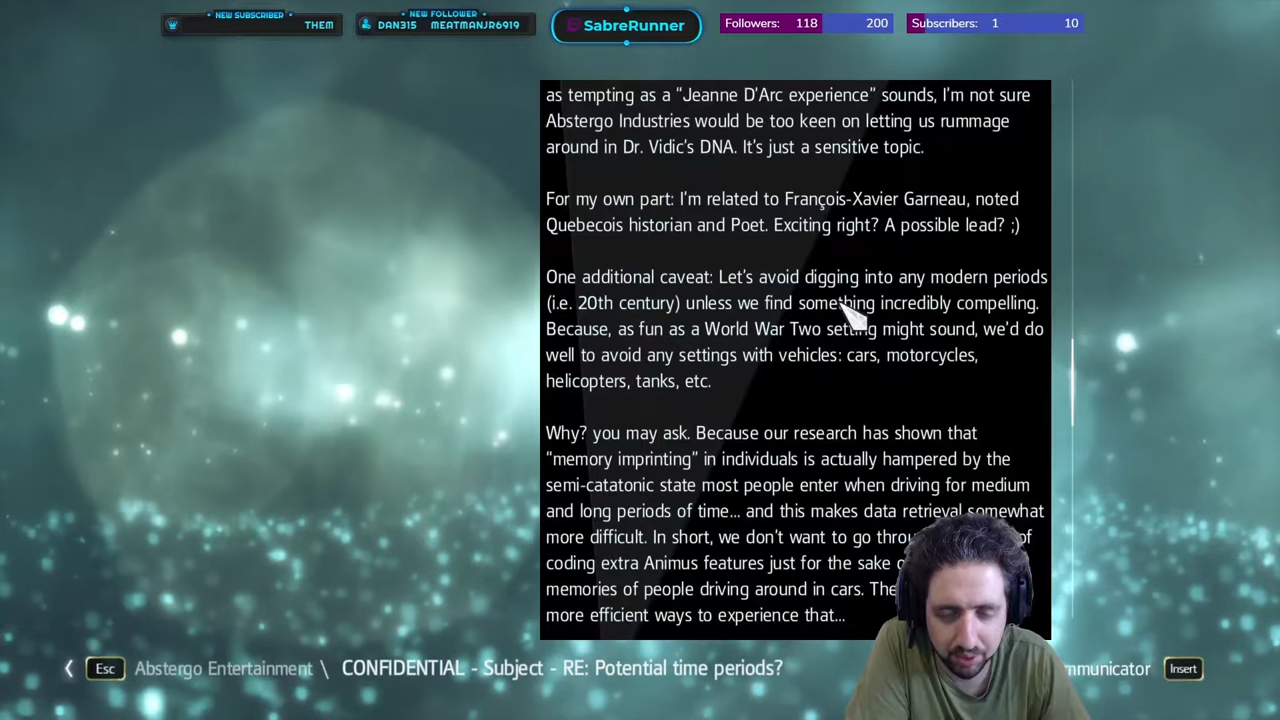 NEW SUBSCRIBER
THEM
NEW FOLLOWER
DAN315 MEATMANJR6919
SabreRunner
Followers: 118 200
Subscribers: 1 10
as tempting as a “Jeanne D'Arc experience” sounds, I'm not sure
Abstergo Industries would be too keen on letting us rummage
around in Dr. Vidic's DNA. It's just a sensitive topic.
For my own part: I'm related to François-Xavier Garneau, noted
Quebecois historian and Poet. Exciting right? A possible lead? ;)
One additional caveat: Let's avoid digging into any modern periods
(i.e. 20th century) unless we find something incredibly compelling.
Because, as fun as a World War Two setting might sound, we'd do
well to avoid any settings with vehicles: cars, motorcycles,
helicopters, tanks, etc.
Why? you may ask. Because our research has shown that
“memory imprinting” in individuals is actually hampered by the
semi-catatonic state most people enter when driving for medium
and long periods of time... and this makes data retrieval somewhat
more difficult. In short, we don't want to go of
coding extra Animus features just for the sake
memories of people driving around in cars.
more efficient ways to experience that...
Esc Abstergo Entertainment \ CONFIDENTIAL - Subject - RE: Potential time periods?
Insert